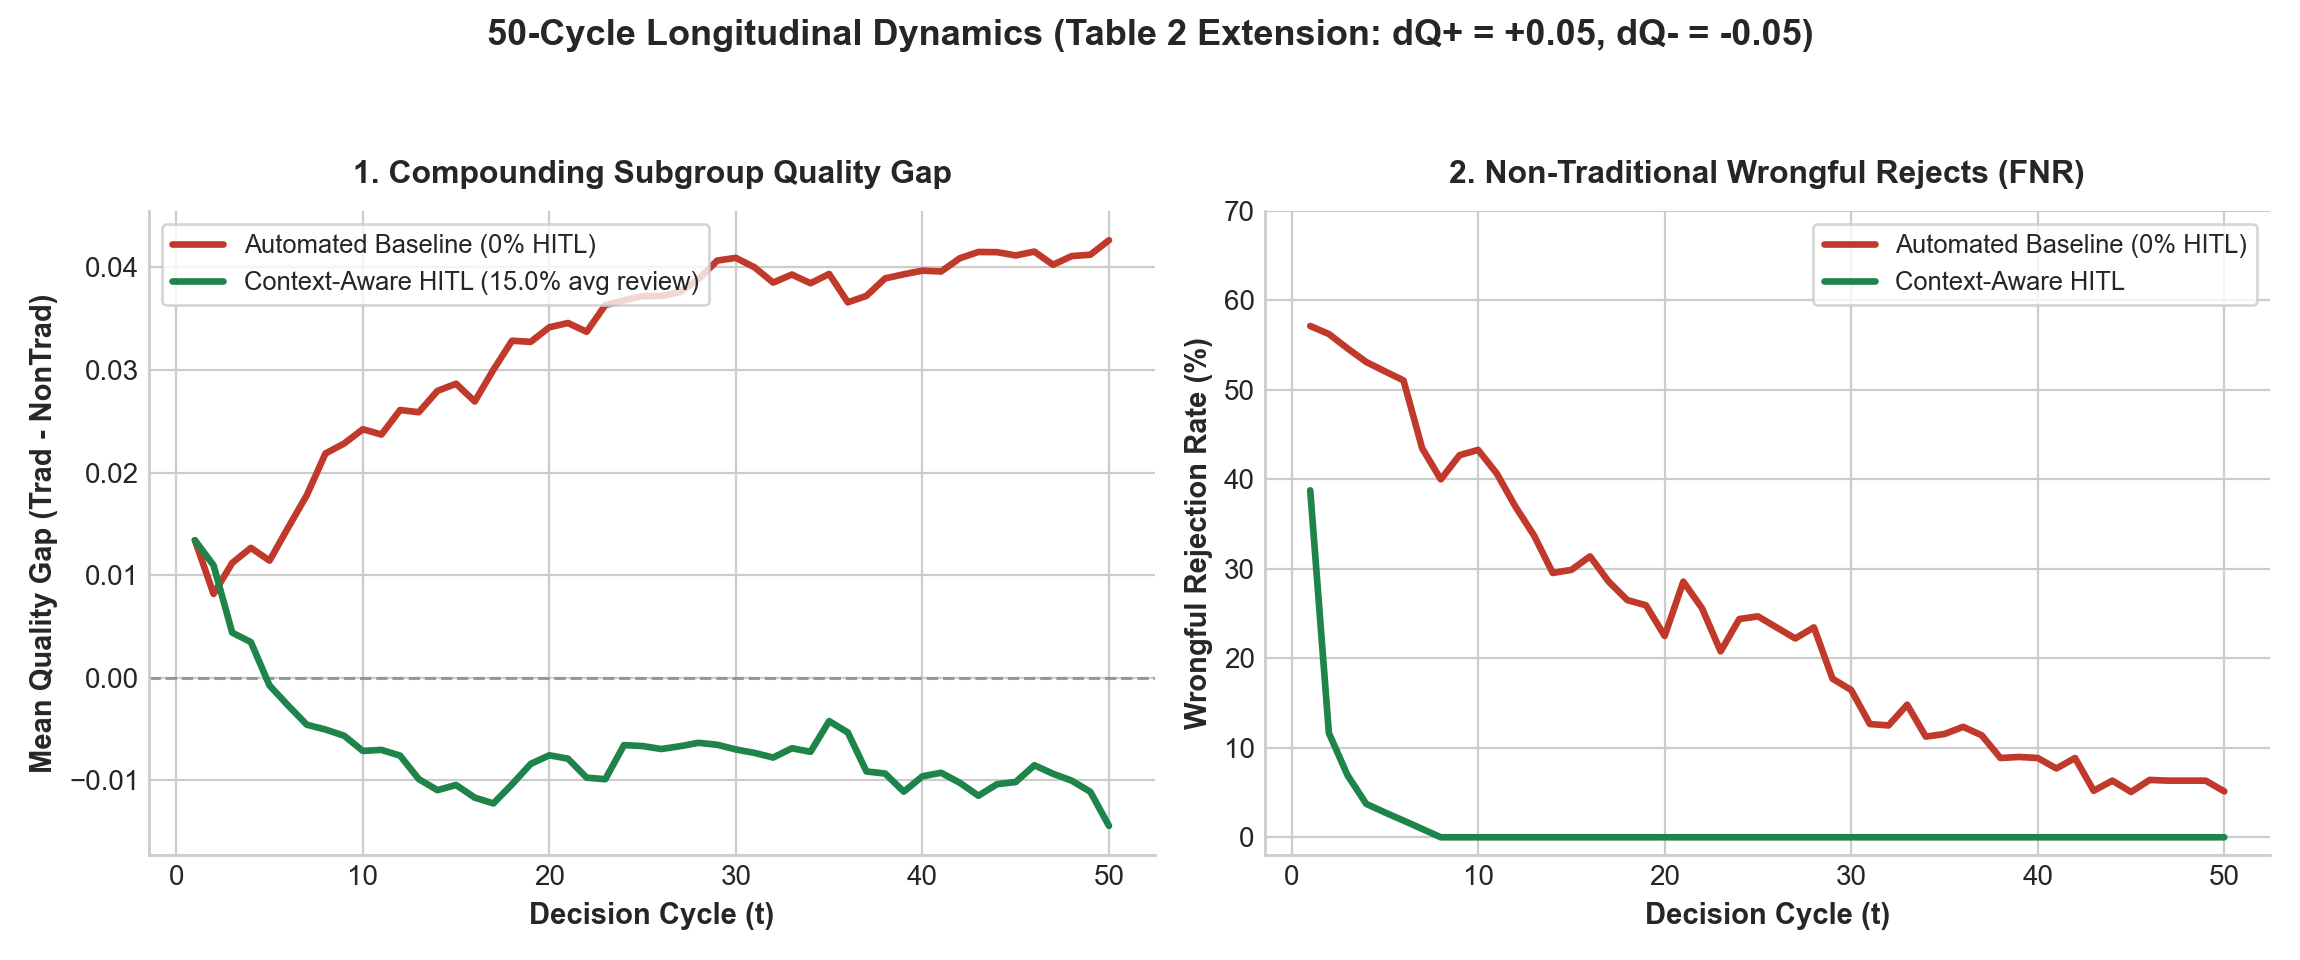 50-Cycle Longitudinal Dynamics (Table 2 Extension: dQ+ = +0.05, dQ- = -0.05)
1. Compounding Subgroup Quality Gap
Automated Baseline (0% HITL)
Context-Aware HITL (15.0% avg review)
Mean Quality Gap (Trad - NonTrad)
0.04
0.03
0.02
0.01
0.00
−0.01
0
10
20
30
40
50
Decision Cycle (t)
2. Non-Traditional Wrongful Rejects (FNR)
Automated Baseline (0% HITL)
Context-Aware HITL
Wrongful Rejection Rate (%)
70
60
50
40
30
20
10
0
0
10
20
30
40
50
Decision Cycle (t)